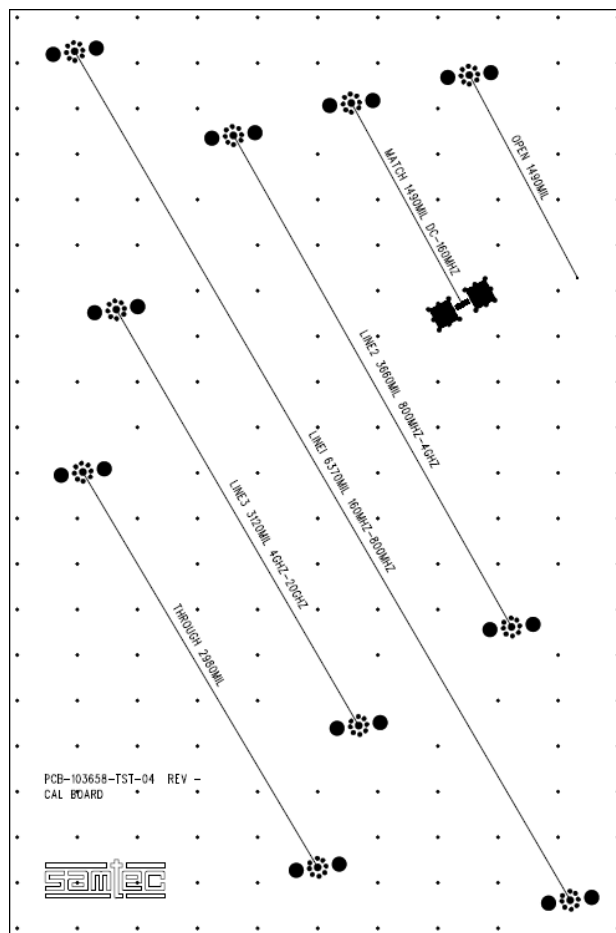 OPEN 1490MIL
MATCH 1490MIL DC-160MHZ
LINE2 3660MIL 800MHZ-4GHZ
LINE1 6370MIL 160MHZ-800MHZ
LINE3 3120MIL 4GHZ-20GHZ
THROUGH 2980MIL
PCB-103658-TST-04 REV -
CAL BOARD
samtec